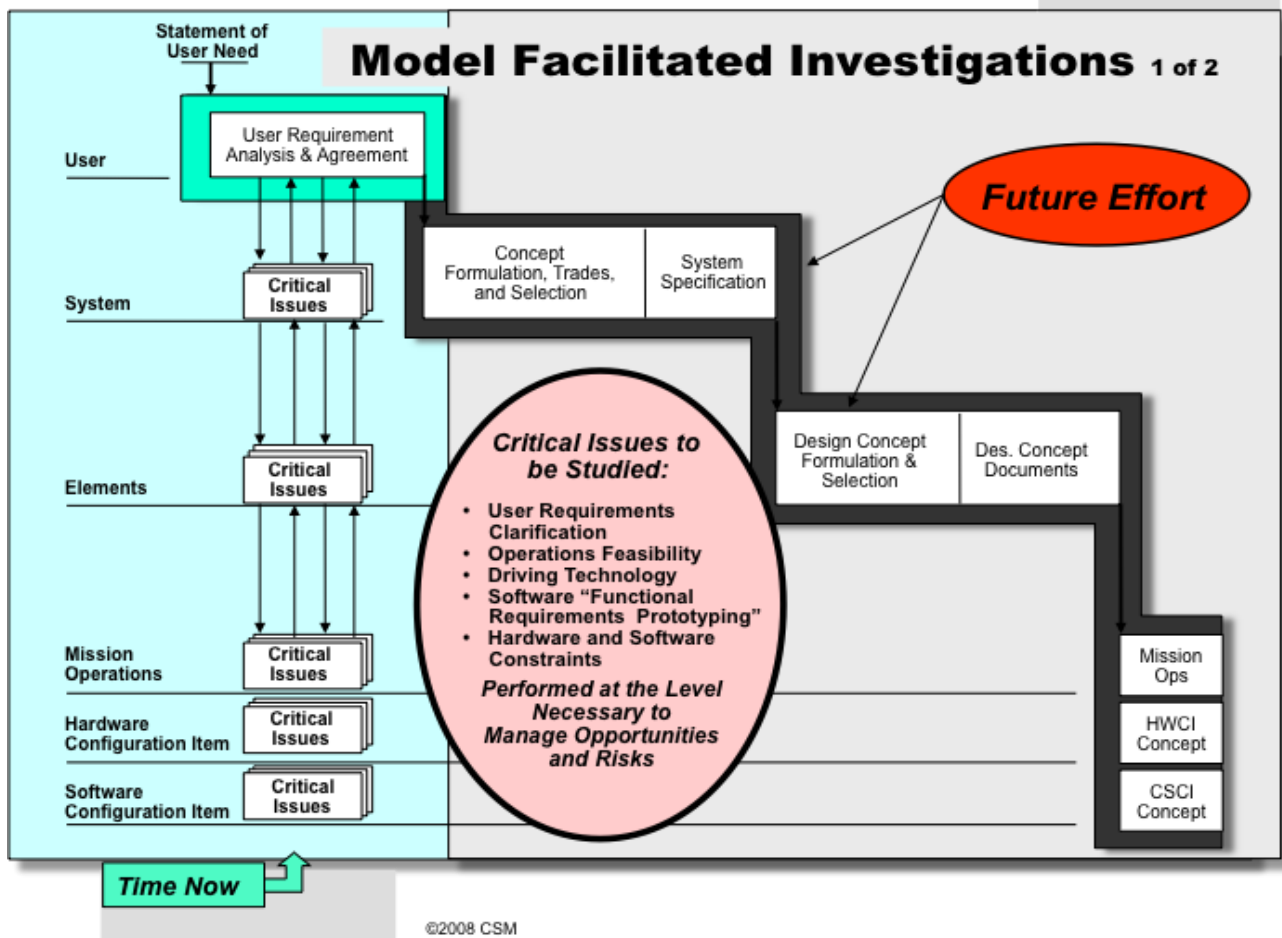 Statement of
User Need
Model Facilitated Investigations 1 of 2
User Requirement
Analysis & Agreement
User
Future Effort
Concept
Formulation, Trades,
and Selection
System
Specification
Critical
Issues
System
Critical Issues to
be Studied:
• User Requirements
Clarification
• Operations Feasibility
• Driving Technology
• Software “Functional
Requirements Prototyping”
• Hardware and Software
Constraints
Performed at the Level
Necessary to
Manage Opportunities
and Risks
Design Concept
Formulation &
Selection
Des. Concept
Documents
Critical
Issues
Elements
Mission
Operations
Critical
Issues
Mission
Ops
Hardware
Configuration Item
Critical
Issues
HWCI
Concept
Software
Configuration Item
Critical
Issues
CSCI
Concept
Time Now
©2008 CSM